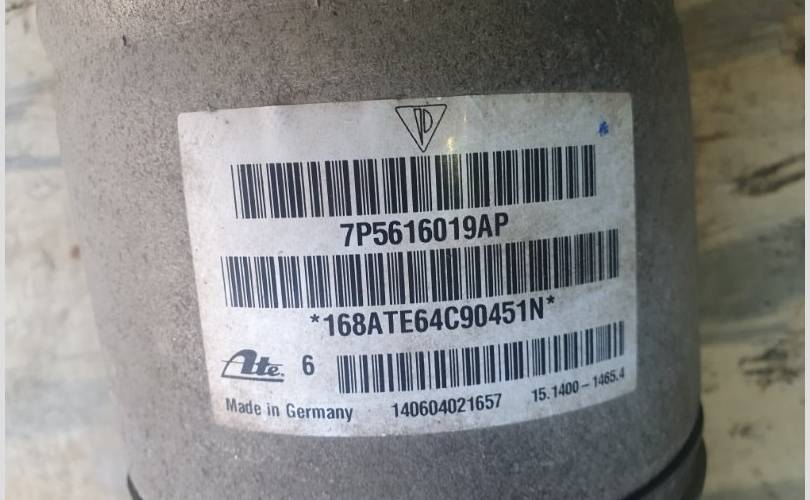 7P5616019AP
*168ATE64C90451N*
Ate 6
Made in Germany 140604021657 15.1400-1465.4